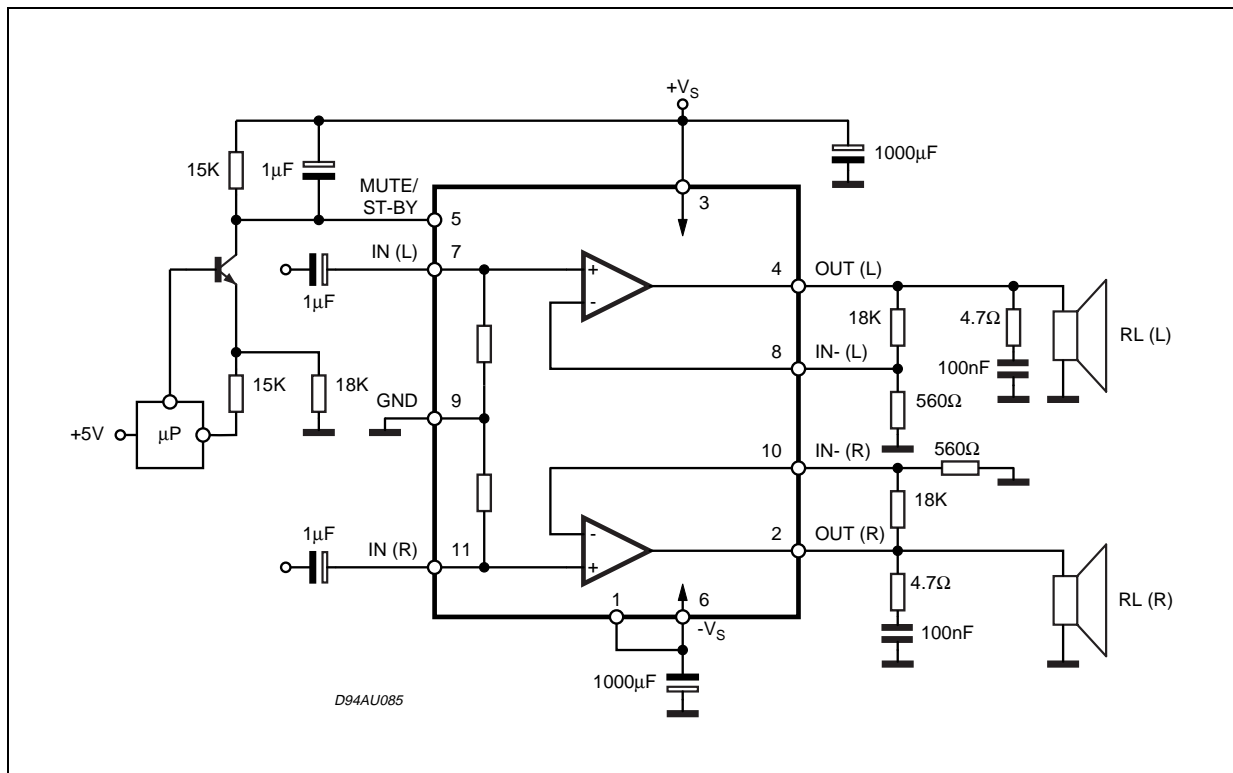 +VS
15K
1μF
1000μF
MUTE/
ST-BY
5
3
IN (L)
7
1μF
4
OUT (L)
18K
4.7Ω
RL (L)
8
IN- (L)
100nF
15K
18K
GND
9
560Ω
+5V
μP
10
IN- (R)
560Ω
18K
1μF
IN (R)
11
2
OUT (R)
4.7Ω
RL (R)
1
6
-VS
100nF
1000μF
D94AU085